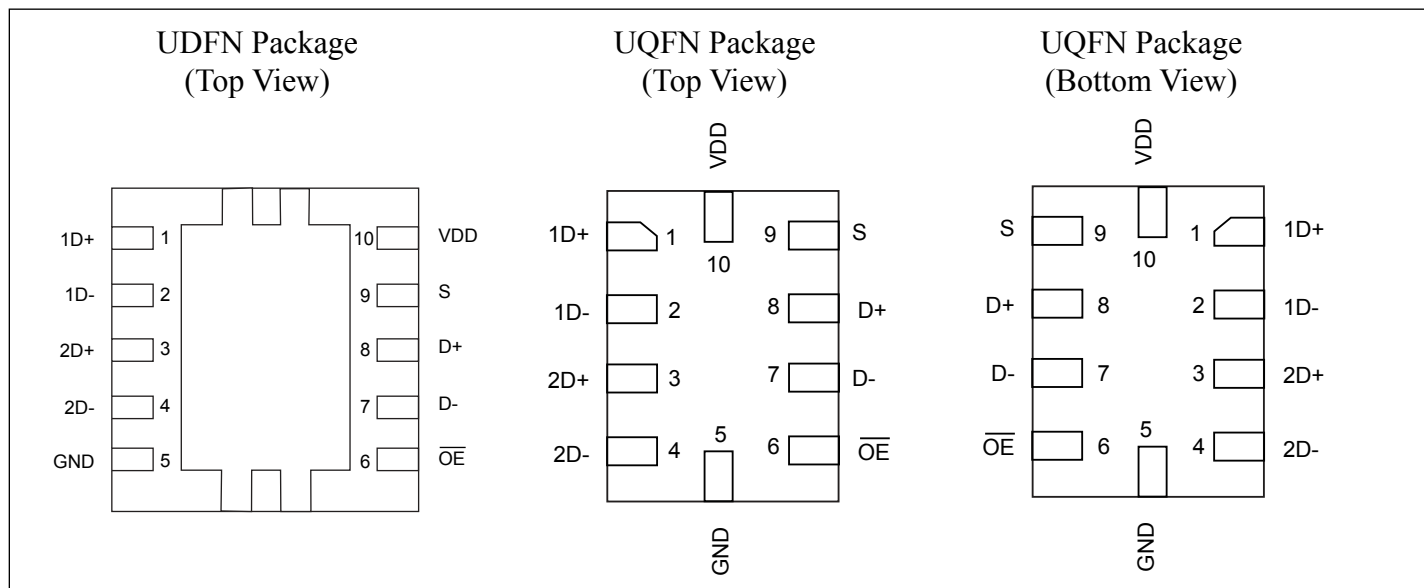 UDFN Package
(Top View)
1D+ 1 10 VDD
1D- 2 9 S
2D+ 3 8 D+
2D- 4 7 D-
GND 5 6 O̅E̅
UQFN Package
(Top View)
VDD
1D+ 1 9 S
10
1D- 2 8 D+
2D+ 3 7 D-
5
2D- 4 6 O̅E̅
GND
UQFN Package
(Bottom View)
VDD
S 9 1 1D+
10
D+ 8 2 1D-
D- 7 3 2D+
5
O̅E̅ 6 4 2D-
GND